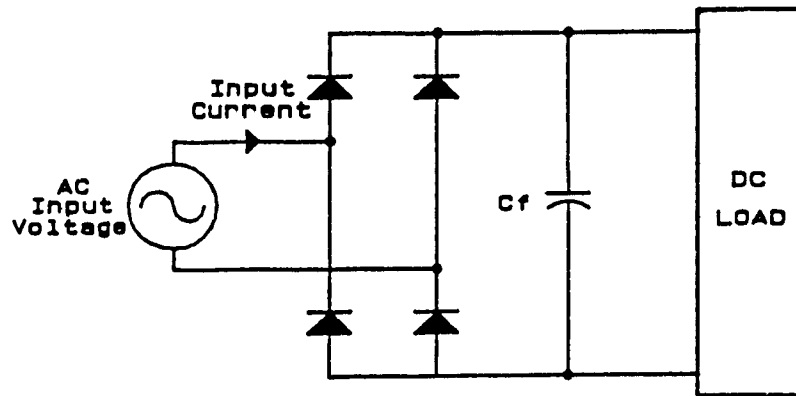 Input
Current
AC
Input
Voltage
Cf
DC
LOAD